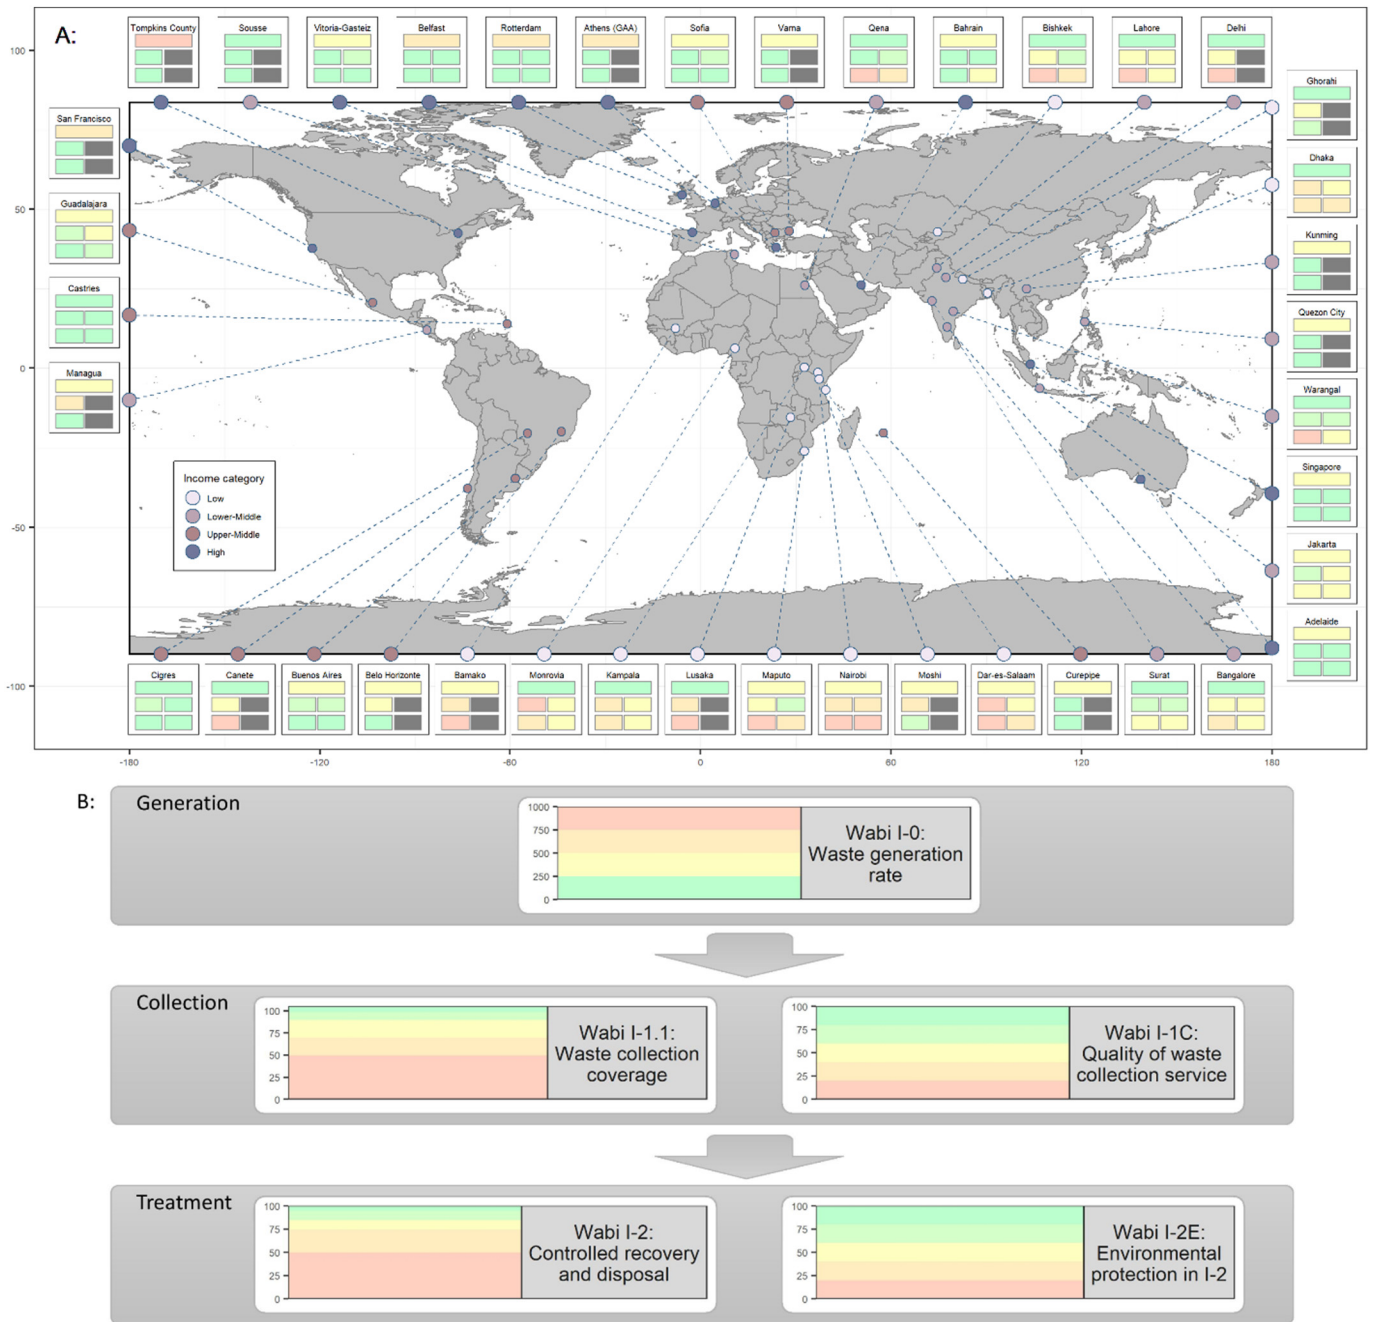 A:
Tompkins County
Sousse
Vitoria-Gasteiz
Belfast
Rotterdam
Athens (GAA)
Sofia
Varna
Qena
Bahrain
Bishkek
Lahore
Delhi
100
50
0
-50
-100
San Francisco
Guadalajara
Castries
Managua
Ghorahi
Dhaka
Kunming
Quezon City
Warangal
Singapore
Jakarta
Adelaide
Income category
Low
Lower-Middle
Upper-Middle
High
Cigres
Canete
Buenos Aires
Belo Horizonte
Bamako
Monrovia
Kampala
Lusaka
Maputo
Nairobi
Moshi
Dar-es-Salaam
Curepipe
Surat
Bangalore
-180
-120
-60
0
60
120
180
B:
Generation
1000
750
500
250
0
Wabi I-0:
Waste generation
rate
Collection
100
75
50
25
0
Wabi I-1.1:
Waste collection
coverage
100
75
50
25
0
Wabi I-1C:
Quality of waste
collection service
Treatment
100
75
50
25
0
Wabi I-2:
Controlled recovery
and disposal
100
75
50
25
0
Wabi I-2E:
Environmental
protection in I-2